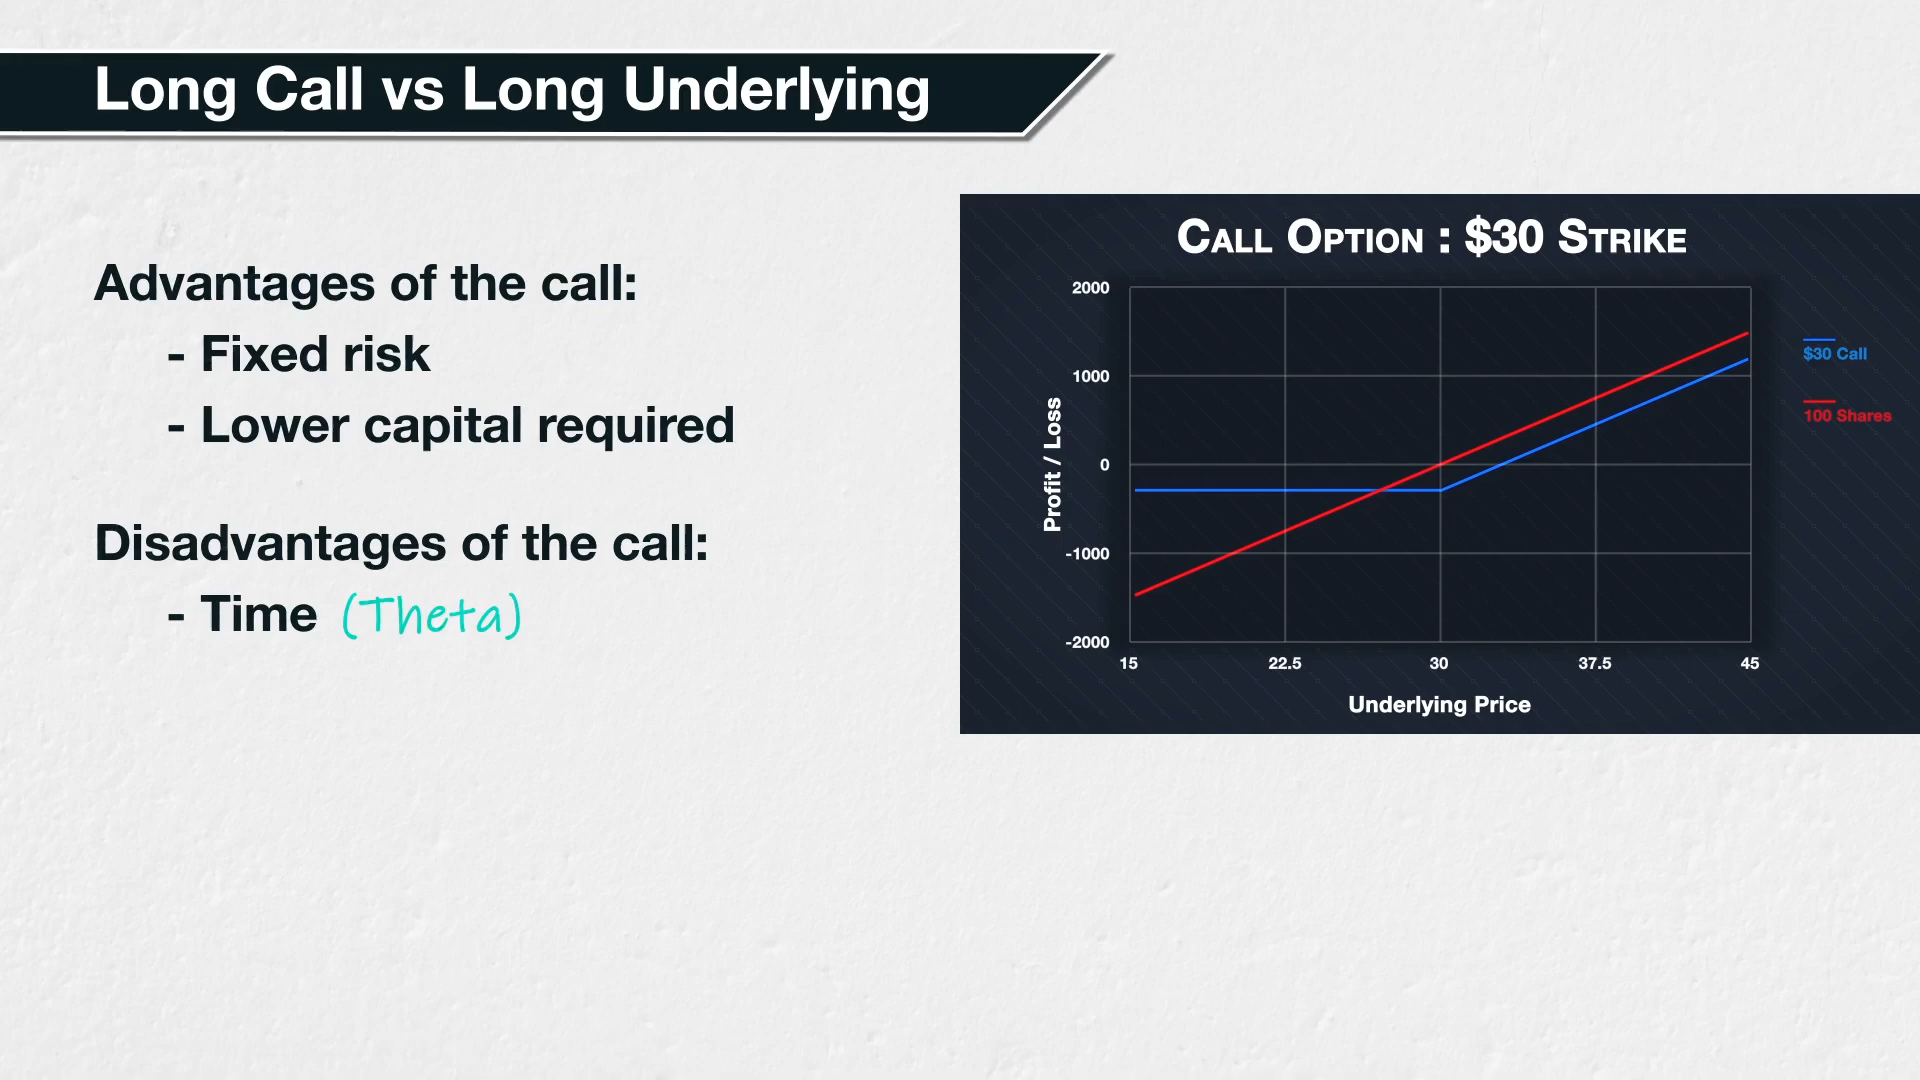 Long Call vs Long Underlying
Advantages of the call:
- Fixed risk
- Lower capital required
Disadvantages of the call:
- Time (Theta)
Call Option : $30 Strike
2000
1000
0
-1000
-2000
Profit / Loss
15 22.5 30 37.5 45
Underlying Price
$30 Call
100 Shares